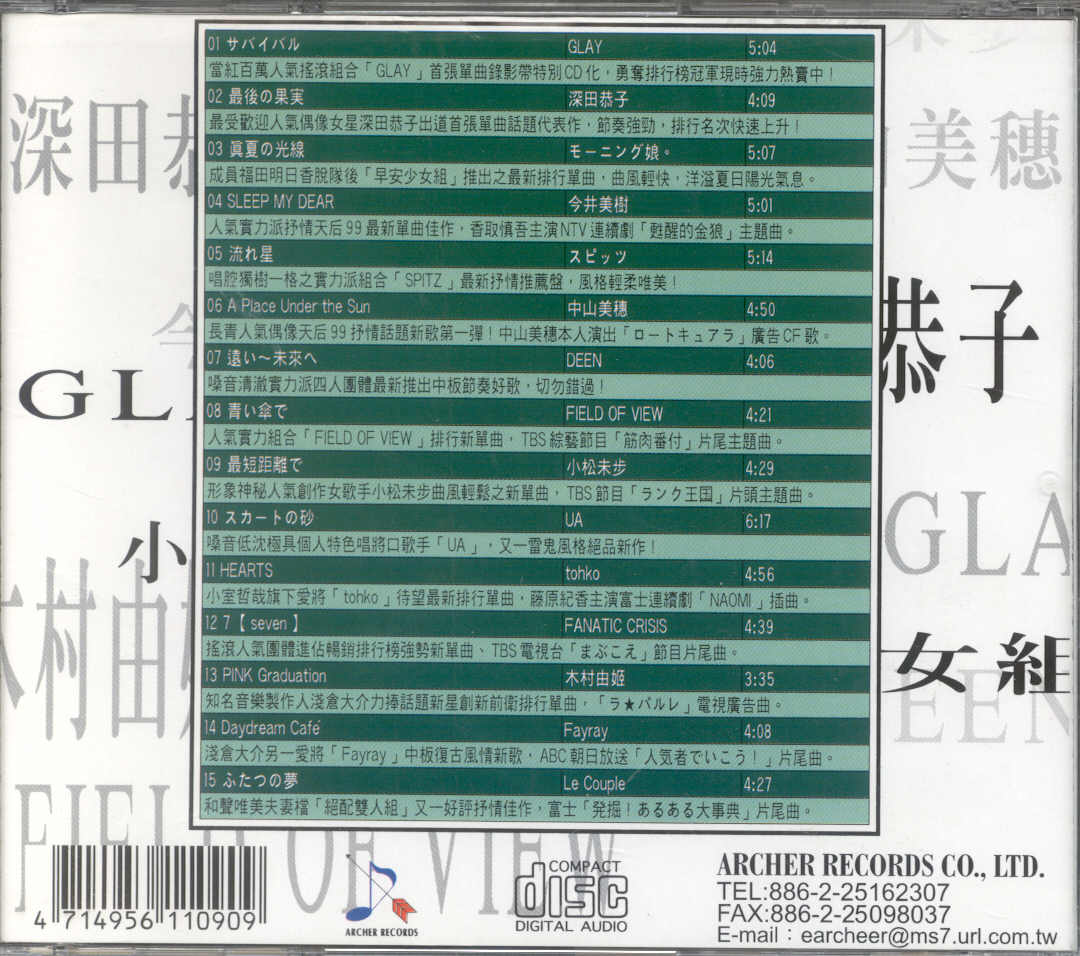 01 サバイバル GLAY 5:04
當紅百萬人氣搖滾組合「GLAY」首張單曲錄影帶特別CD化，勇奪排行榜冠軍現時強力熱賣中！
02 最後の果実 深田恭子 4:09
最受歡迎人氣偶像女星深田恭子出道首張單曲話題代表作，節奏強勁，排行名次快速上升！
03 眞夏の光線 モーニング娘。 5:07
成員福田明日香脫隊後「早安少女組」推出之最新排行單曲，曲風輕快，洋溢夏日陽光氣息。
04 SLEEP MY DEAR 今井美樹 5:01
人氣實力派抒情天后99最新單曲佳作，香取慎吾主演NTV連續劇「甦醒的金狼」主題曲。
05 流れ星 スピッツ 5:14
唱腔獨樹一格之實力派組合「SPITZ」最新抒情推薦盤，風格輕柔唯美！
06 A Place Under the Sun 中山美穗 4:50
長青人氣偶像天后99抒情話題新歌第一彈！中山美穗本人演出「ロートキュアラ」廣告CF歌。
07 遠い～未來へ DEEN 4:06
嗓音清澈實力派四人團體最新推出中板節奏好歌，切勿錯過！
08 青い傘で FIELD OF VIEW 4:21
人氣實力組合「FIELD OF VIEW」排行新單曲，TBS綜藝節目「筋肉番付」片尾主題曲。
09 最短距離で 小松未步 4:29
形象神秘人氣創作女歌手小松未步曲風輕鬆之新單曲，TBS節目「ランク王国」片頭主題曲。
10 スカートの砂 UA 6:17
嗓音低沈極具個人特色唱將口歌手「UA」，又一雷鬼風格絕品新作！
11 HEARTS tohko 4:56
小室哲哉旗下愛將「tohko」待望最新排行單曲，藤原紀香主演富士連續劇「NAOMI」插曲。
12 7【seven】 FANATIC CRISIS 4:39
搖滾人氣團體進佔暢銷排行榜強勢新單曲、TBS電視台「まぶこえ」節目片尾曲。
13 PINK Graduation 木村由姬 3:35
知名音樂製作人淺倉大介力捧話題新星創新前衛排行單曲，「ラ★パルレ」電視廣告曲。
14 Daydream Café Fayray 4:08
淺倉大介另一愛將「Fayray」中板復古風情新歌，ABC朝日放送「人気者でいこう！」片尾曲。
15 ふたつの夢 Le Couple 4:27
和聲唯美夫妻檔「絕配雙人組」又一好評抒情佳作，富士「発掘！あるある大事典」片尾曲。
深田恭
美穗
恭子
GLA
小
GLA
木村由
女組
EEN
FIELD OF VIEW
4 714956 110909
ARCHER RECORDS
COMPACT
disc
DIGITAL AUDIO
ARCHER RECORDS CO., LTD.
TEL:886-2-25162307
FAX:886-2-25098037
E-mail：earcheer@ms7.url.com.tw